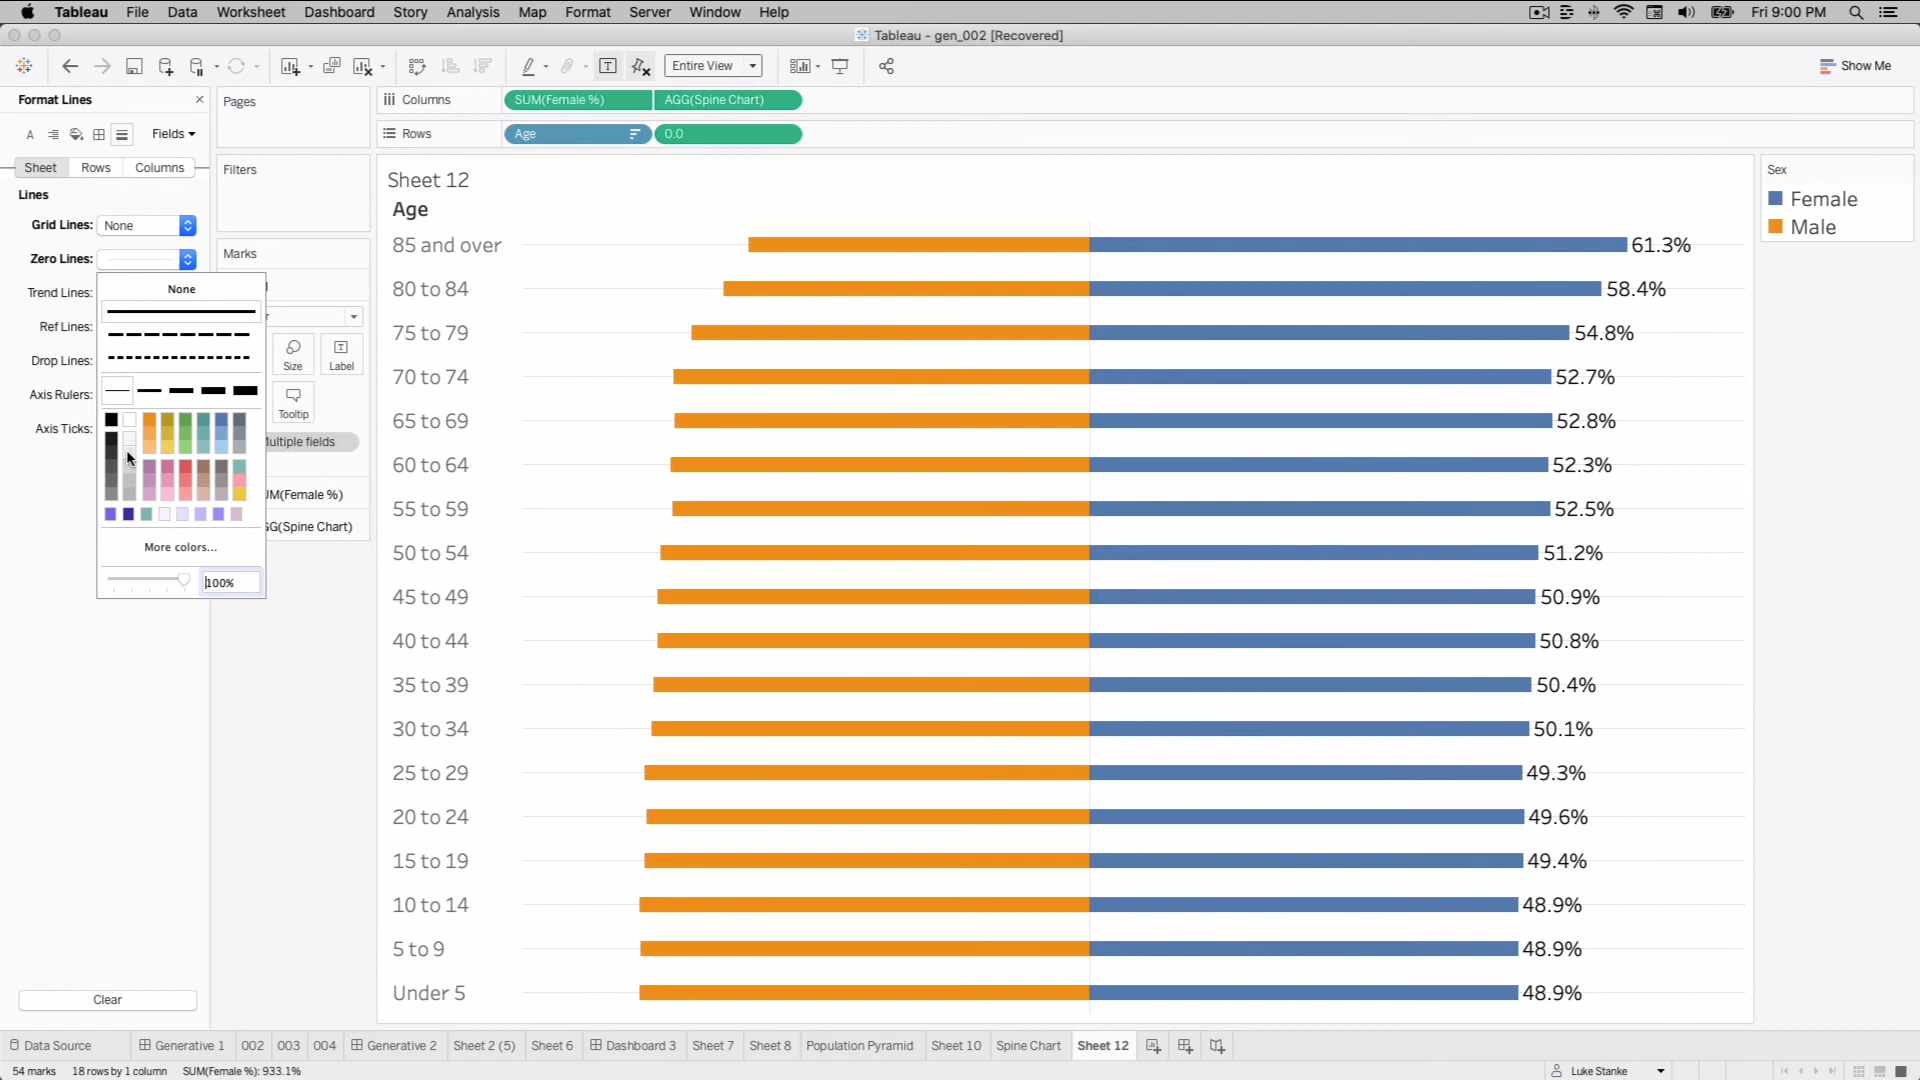 Tableau File Data Worksheet Dashboard Story Analysis Map Format Server Window Help Fri 9:00 PM
Tableau - gen_002 [Recovered]
Entire View Show Me
Format Lines
Pages
Columns SUM(Female %) AGG(Spine Chart)
Fields
Rows Age 0.0
Sheet Rows Columns
Filters
Lines
Grid Lines: None
Zero Lines:
Trend Lines:
Ref Lines:
Drop Lines:
Axis Rulers:
Axis Ticks:
None
More colors...
100%
Clear
Marks
Size
Label
Tooltip
ultiple fields
UM(Female %)
GG(Spine Chart)
Sheet 12
Age
85 and over 61.3%
80 to 84 58.4%
75 to 79 54.8%
70 to 74 52.7%
65 to 69 52.8%
60 to 64 52.3%
55 to 59 52.5%
50 to 54 51.2%
45 to 49 50.9%
40 to 44 50.8%
35 to 39 50.4%
30 to 34 50.1%
25 to 29 49.3%
20 to 24 49.6%
15 to 19 49.4%
10 to 14 48.9%
5 to 9 48.9%
Under 5 48.9%
Sex
Female
Male
Data Source Generative 1 002 003 004 Generative 2 Sheet 2 (5) Sheet 6 Dashboard 3 Sheet 7 Sheet 8 Population Pyramid Sheet 10 Spine Chart Sheet 12
54 marks 18 rows by 1 column SUM(Female %): 933.1% Luke Stanke